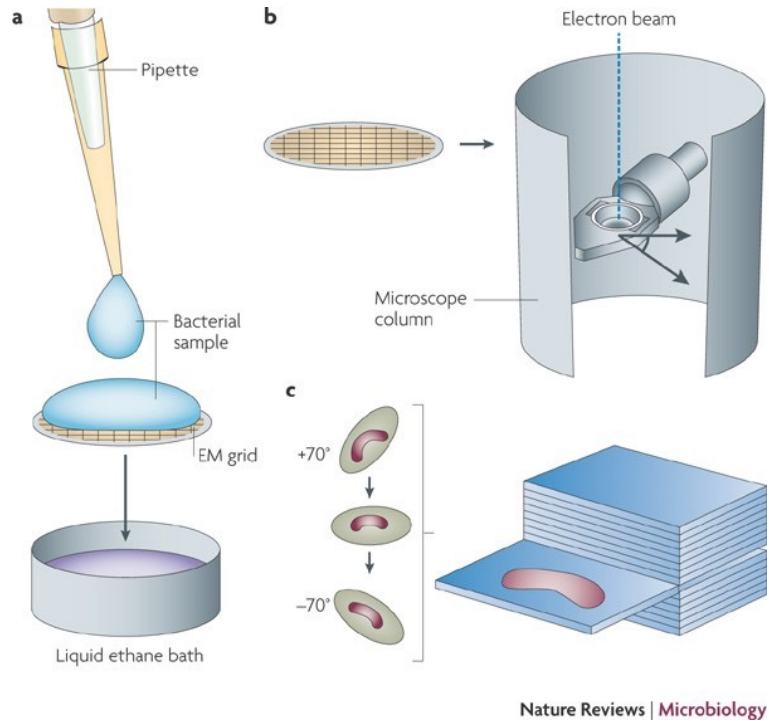 a
Pipette
Bacterial
sample
EM grid
Liquid ethane bath
b
Electron beam
Microscope
column
c
+70°
–70°
Nature Reviews | Microbiology